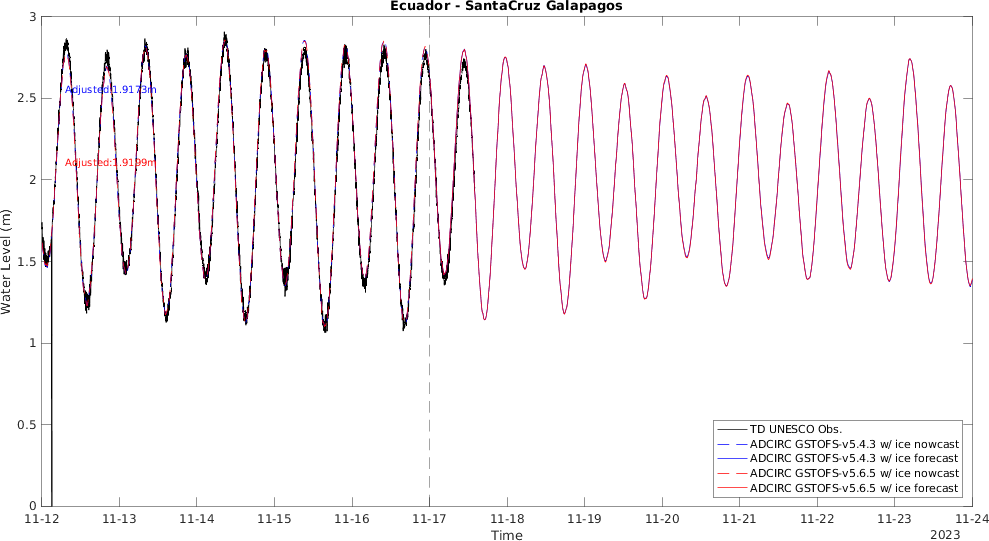 Ecuador - SantaCruz Galapagos
3
2.5
2
1.5
1
0.5
0
Water Level (m)
Adjusted:1.9173m
Adjusted:1.9199m
TD UNESCO Obs.
ADCIRC GSTOFS-v5.4.3 w/ ice nowcast
ADCIRC GSTOFS-v5.4.3 w/ ice forecast
ADCIRC GSTOFS-v5.6.5 w/ ice nowcast
ADCIRC GSTOFS-v5.6.5 w/ ice forecast
11-12 11-13 11-14 11-15 11-16 11-17 11-18 11-19 11-20 11-21 11-22 11-23 11-24
Time
2023